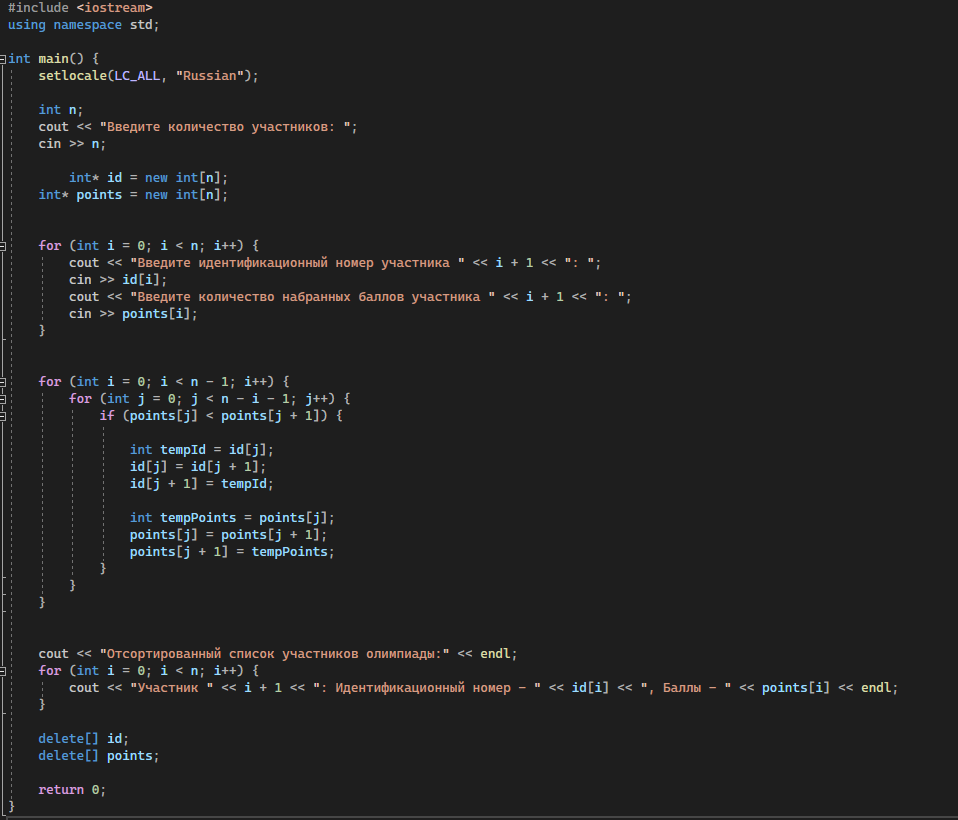 #include <iostream>
using namespace std;
int main() {
setlocale(LC_ALL, "Russian");
int n;
cout << "Введите количество участников: ";
cin >> n;
int* id = new int[n];
int* points = new int[n];
for (int i = 0; i < n; i++) {
cout << "Введите идентификационный номер участника " << i + 1 << ": ";
cin >> id[i];
cout << "Введите количество набранных баллов участника " << i + 1 << ": ";
cin >> points[i];
}
for (int i = 0; i < n - 1; i++) {
for (int j = 0; j < n - i - 1; j++) {
if (points[j] < points[j + 1]) {
int tempId = id[j];
id[j] = id[j + 1];
id[j + 1] = tempId;
int tempPoints = points[j];
points[j] = points[j + 1];
points[j + 1] = tempPoints;
}
}
}
cout << "Отсортированный список участников олимпиады:" << endl;
for (int i = 0; i < n; i++) {
cout << "Участник " << i + 1 << ": Идентификационный номер - " << id[i] << ", Баллы - " << points[i] << endl;
}
delete[] id;
delete[] points;
return 0;
}